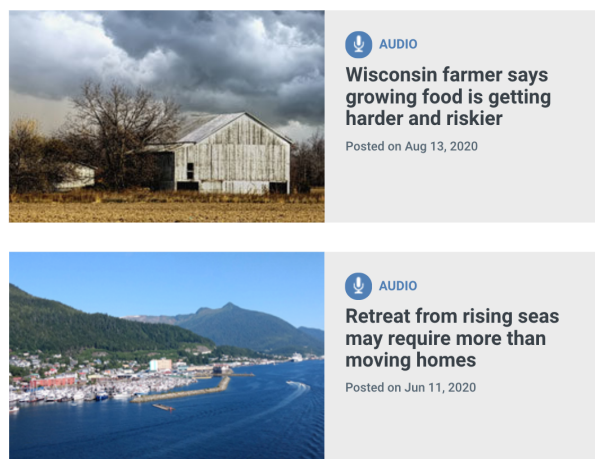 AUDIO
Wisconsin farmer says
growing food is getting
harder and riskier
Posted on Aug 13, 2020
AUDIO
Retreat from rising seas
may require more than
moving homes
Posted on Jun 11, 2020